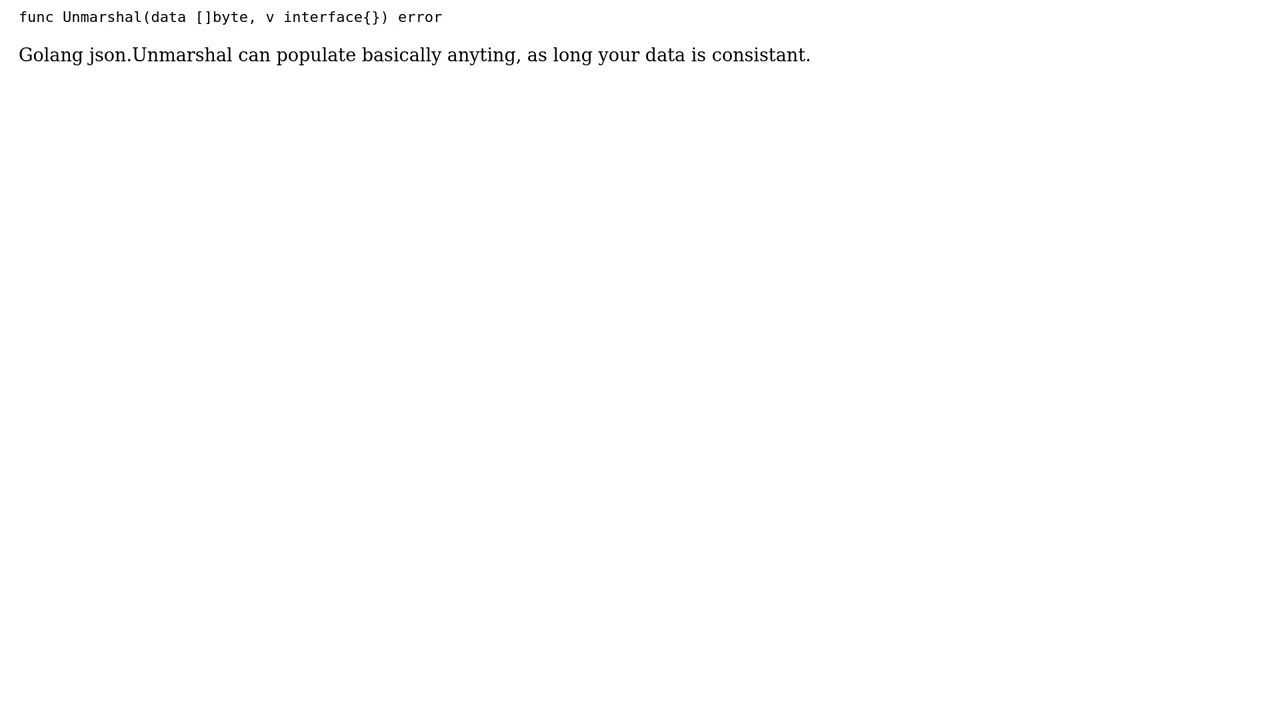 func Unmarshal(data []byte, v interface{}) error
Golang json.Unmarshal can populate basically anyting, as long your data is consistant.